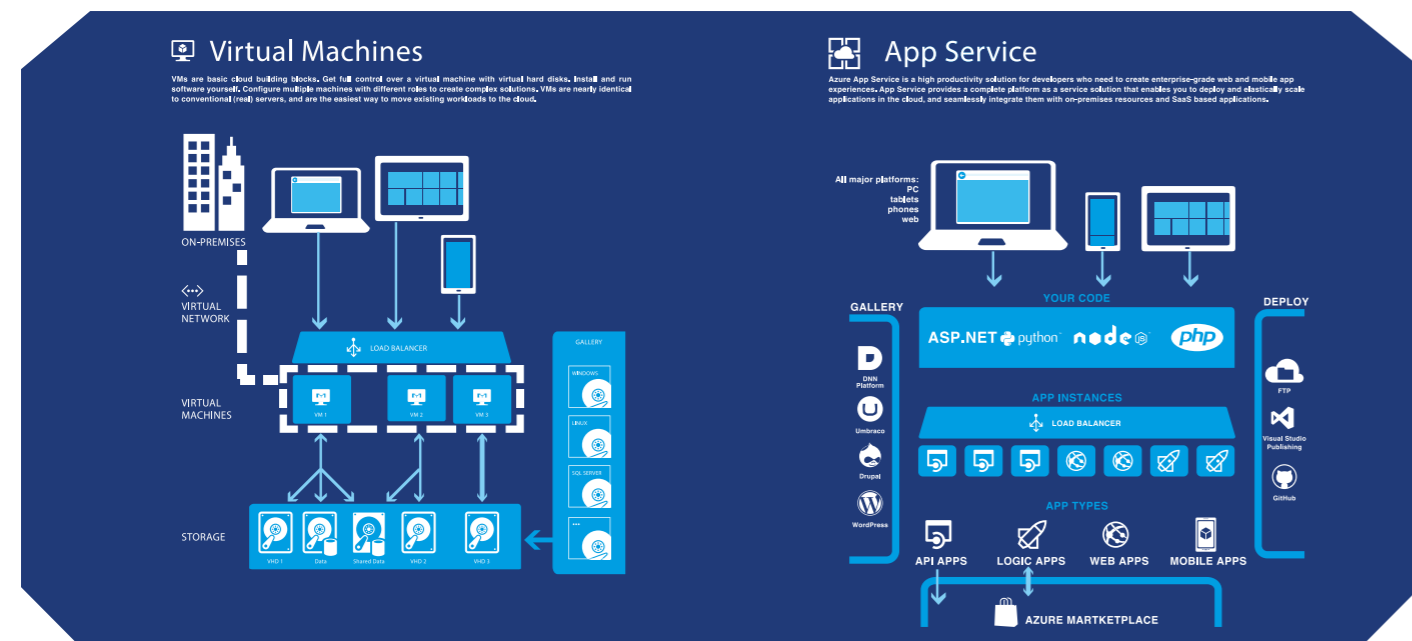 Virtual Machines
VMs are basic cloud building blocks. Get full control over a virtual machine with virtual hard disks. Install and run
software yourself. Configure multiple machines with different roles to create complex solutions. VMs are nearly identical
to conventional (real) servers, and are the easiest way to move existing workloads to the cloud.
ON-PREMISES
VIRTUAL
NETWORK
LOAD BALANCER
VIRTUAL
MACHINES
VM 1
VM 2
VM 3
STORAGE
VHD 1
Data
Shared Data
VHD 2
VHD 3
GALLERY
WINDOWS
LINUX
SQL SERVER
...
App Service
Azure App Service is a high productivity solution for developers who need to create enterprise-grade web and mobile app
experiences. App Service provides a complete platform as a service solution that enables you to deploy and elastically scale
applications in the cloud, and seamlessly integrate them with on-premises resources and SaaS based applications.
All major platforms:
PC
tablets
phones
web
GALLERY
DNN
Platform
Umbraco
Drupal
WordPress
YOUR CODE
ASP.NET python™ node JS ™ php
APP INSTANCES
LOAD BALANCER
APP TYPES
API APPS
LOGIC APPS
WEB APPS
MOBILE APPS
AZURE MARTKETPLACE
DEPLOY
FTP
Visual Studio
Publishing
GitHub